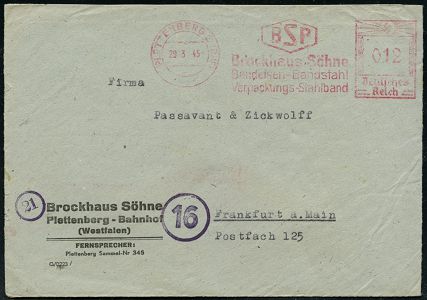 PLETTENBERG
29.3.45
BSP
Brockhaus Söhne
Bandeisen-Bandstahl
Verpackungs-Stahlband
012
Deutsches
Reich
Firma
Passavant & Zickwolff
21
Brockhaus Söhne
Plettenberg - Bahnhof
(Westfalen)
FERNSPRECHER:
Plettenberg Sammel-Nr 345
16
Frankfurt a.Main
Postfach 125